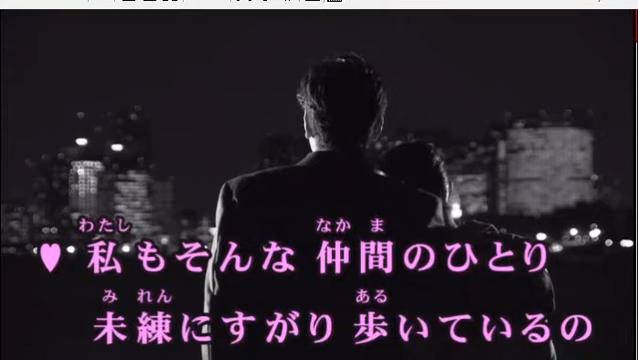 わたし なか ま
♥ 私もそんな 仲間のひとり
み れん ある
未練にすがり 歩いているの